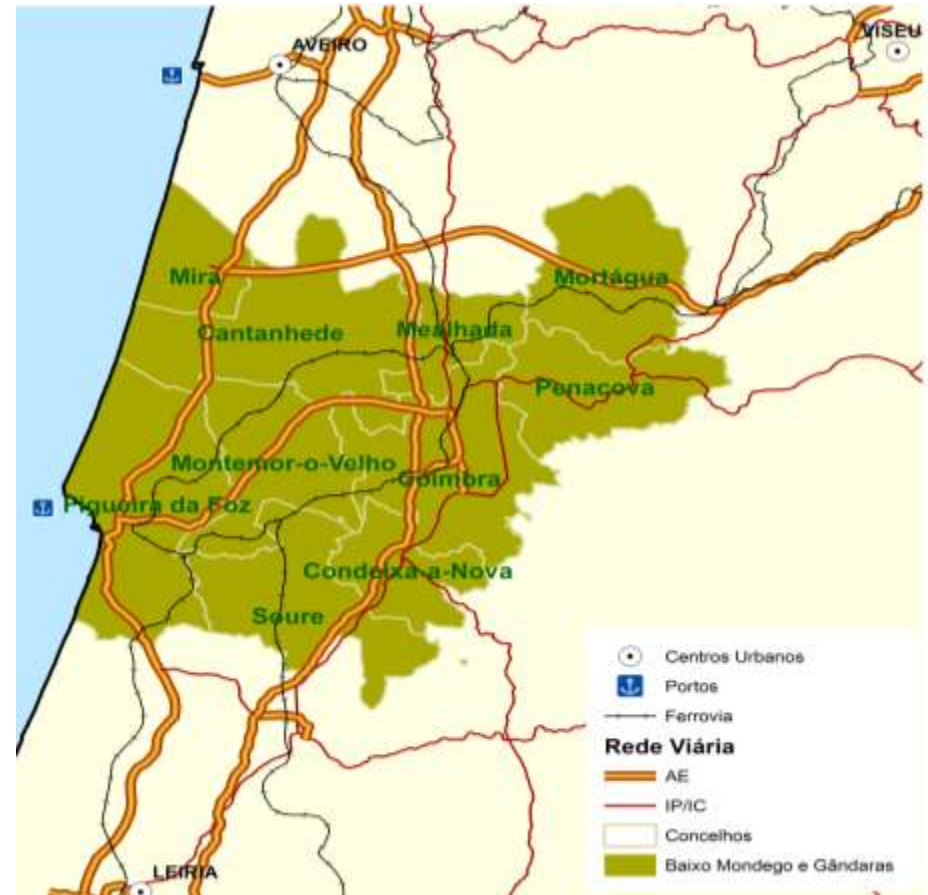 AVEIRO
VISEU
Mira
Mortágua
Cantanhede
Mealhada
Penacova
Montemor-o-Velho
Coimbra
Figueira da Foz
Condeixa-a-Nova
Soure
LEIRIA
Centros Urbanos
Portos
Ferrovia
Rede Viária
AE
IP/IC
Concelhos
Baixo Mondego e Gândaras